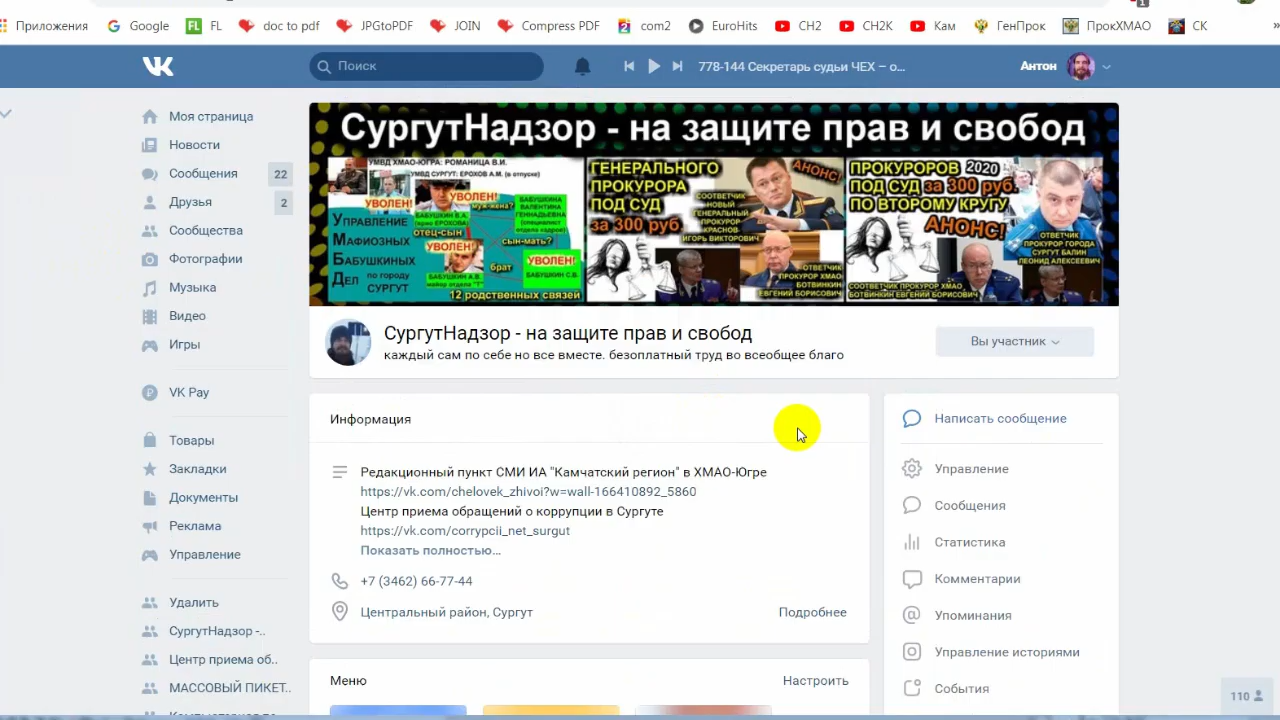 Приложения Google FL doc to pdf JPGtoPDF JOIN Compress PDF com2 EuroHits CH2 CH2K Кам ГенПрок ПрокХМАО СК »
Поиск 778-144 Секретарь судьи ЧЕХ – о... Антон
Моя страница
Новости
Сообщения 22
Друзья 2
Сообщества
Фотографии
Музыка
Видео
Игры
VK Pay
Товары
Закладки
Документы
Реклама
Управление
Удалить
СургутНадзор -..
Центр приема об..
МАССОВЫЙ ПИКЕТ..
СургутНадзор - на защите прав и свобод
УМВД ХМАО-ЮГРА: РОМАНИЦА В.И.
УМВД СУРГУТ: ЕРОХОВ А.М. (в отпуске)
УВОЛЕН!
УВОЛЕН!
муж-жена?
БАБУШКИНА
ВАЛЕНТИНА
ГЕННАДЬЕВНА
БАБУШКИН В.А.
отец-сын
сын-мать?
УПРАВЛЕНИЕ
МАФИОЗНЫХ
БАБУШКИНЫХ
ДЕЛ по городу
СУРГУТ
УВОЛЕН!
брат
УВОЛЕН!
БАБУШКИН С.В.
БАБУШКИН А.В.
12 родственных связей
ГЕНЕРАЛЬНОГО
ПРОКУРОРА
ПОД СУД
за 300 руб.
АНОНС!
ОТВЕТЧИК
НОВЫЙ
ГЕНЕРАЛЬНЫЙ
ПРОКУРОР
КРАСНОВ
ИГОРЬ ВИКТОРОВИЧ
ОТВЕТЧИК
ПРОКУРОР ХМАО
БОТВИНКИН
ЕВГЕНИЙ БОРИСОВИЧ
ПРОКУРОРОВ 2020
ПОД СУД за 300 руб.
ПО ВТОРОМУ КРУГУ
АНОНС!
ОТВЕТЧИК
ПРОКУРОР ГОРОДА
СУРГУТ БАЛИН
ЛЕОНИД АЛЕКСЕЕВИЧ
СООТВЕТЧИК ПРОКУРОР ХМАО
БОТВИНКИН ЕВГЕНИЙ БОРИСОВИЧ
СургутНадзор - на защите прав и свобод
каждый сам по себе но все вместе. безоплатный труд во всеобщее благо
Вы участник
Информация
Редакционный пункт СМИ ИА "Камчатский регион" в ХМАО-Югре
https://vk.com/chelovek_zhivoi?w=wall-166410892_5860
Центр приема обращений о коррупции в Сургуте
https://vk.com/corrypcii_net_surgut
Показать полностью...
+7 (3462) 66-77-44
Центральный район, Сургут Подробнее
Меню Настроить
Написать сообщение
Управление
Сообщения
Статистика
Комментарии
Упоминания
Управление историями
События
110